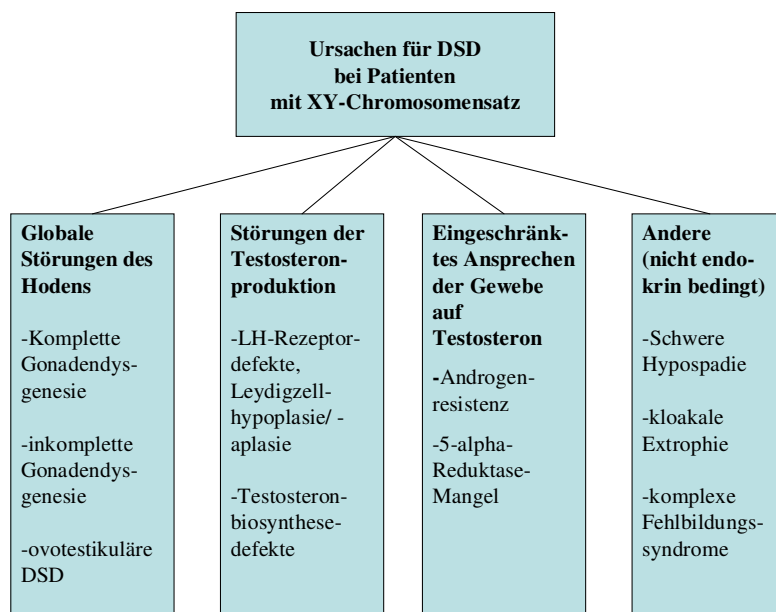 Ursachen für DSD
bei Patienten
mit XY-Chromosomensatz
Globale
Störungen des
Hodens
-Komplette
Gonadendys-
genesie
-inkomplette
Gonadendys-
genesie
-ovotestikuläre
DSD
Störungen der
Testosteron-
produktion
-LH-Rezeptor-
defekte,
Leydigzell-
hypoplasie/ -
aplasie
-Testosteron-
biosynthese-
defekte
Eingeschränk-
tes Ansprechen
der Gewebe
auf
Testosteron
-Androgen-
resistenz
-5-alpha-
Reduktase-
Mangel
Andere
(nicht endo-
krin bedingt)
-Schwere
Hypospadie
-kloakale
Extrophie
-komplexe
Fehlbildungs-
syndrome